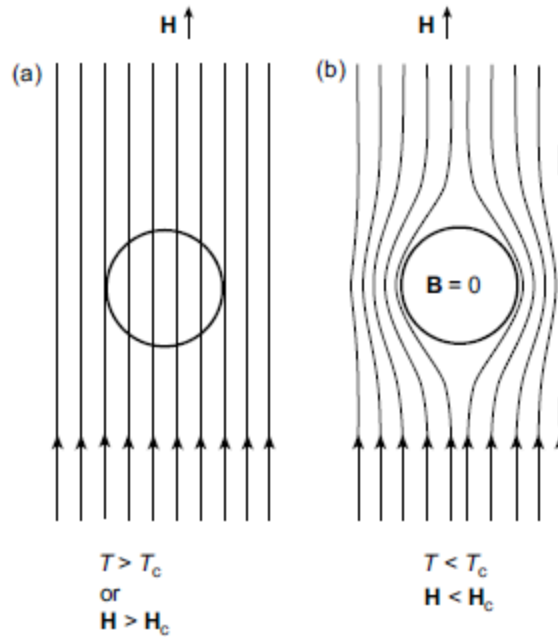 H
(a)
T > Tc
or
H > Hc
H
(b)
B = 0
T < Tc
H < Hc